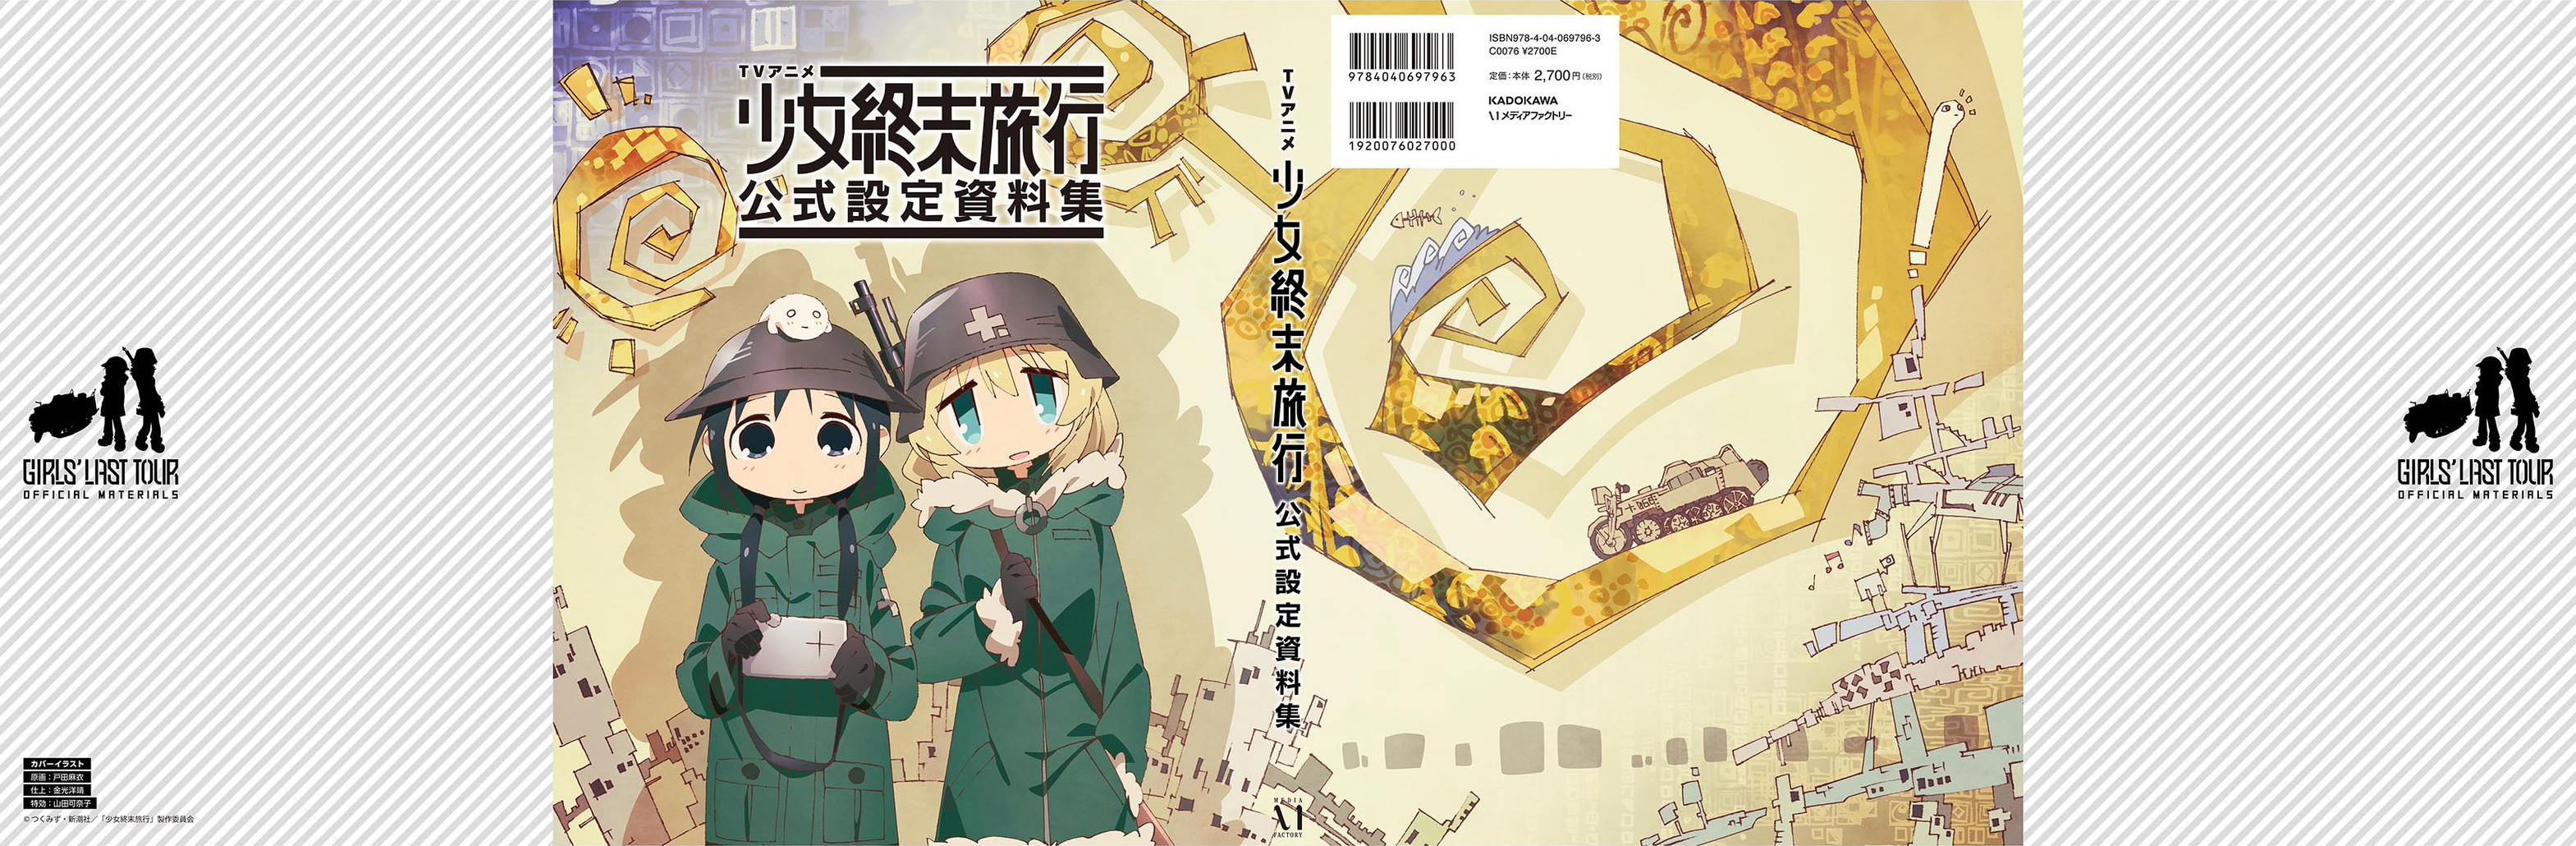 GIRLS' LAST TOUR
OFFICIAL MATERIALS
カバーイラスト
原画：戸田麻衣
仕上：金光洋靖
特効：山田可奈子
©つくみず・新潮社／「少女終末旅行」製作委員会
TVアニメ
少女終末旅行
公式設定資料集
TVアニメ 少女終末旅行 公式設定資料集
MEDIA
FACTORY
9784040697963
1920076027000
ISBN978-4-04-069796-3
C0076 ¥2700E
定価：本体 2,700円（税別）
KADOKAWA
メディアファクトリー
GIRLS' LAST TOUR
OFFICIAL MATERIALS